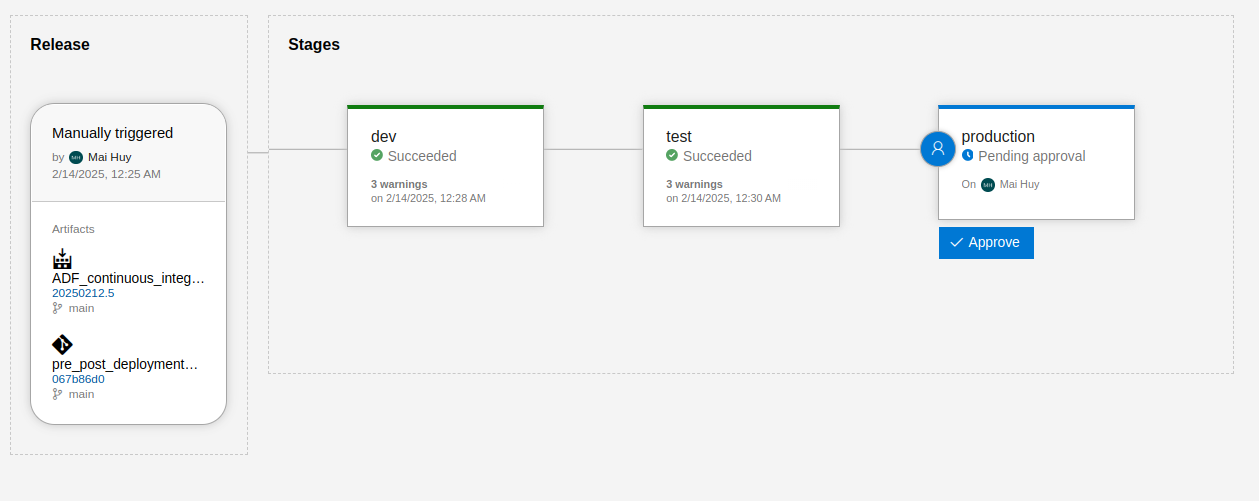 Release
Manually triggered
by MH Mai Huy
2/14/2025, 12:25 AM
Artifacts
ADF_continuous_integ...
20250212.5
main
pre_post_deployment...
067b86d0
main
Stages
dev
Succeeded
3 warnings
on 2/14/2025, 12:28 AM
test
Succeeded
3 warnings
on 2/14/2025, 12:30 AM
production
Pending approval
On MH Mai Huy
Approve